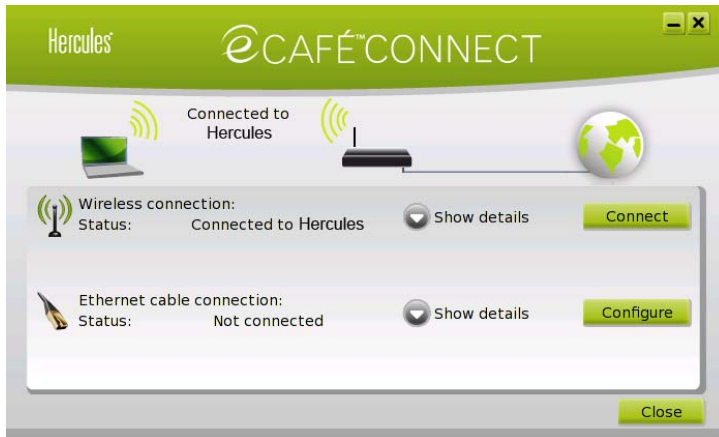 Hercules
eCAFÉ™CONNECT
Connected to
Hercules
Wireless connection:
Status: Connected to Hercules
Show details
Connect
Ethernet cable connection:
Status: Not connected
Show details
Configure
Close